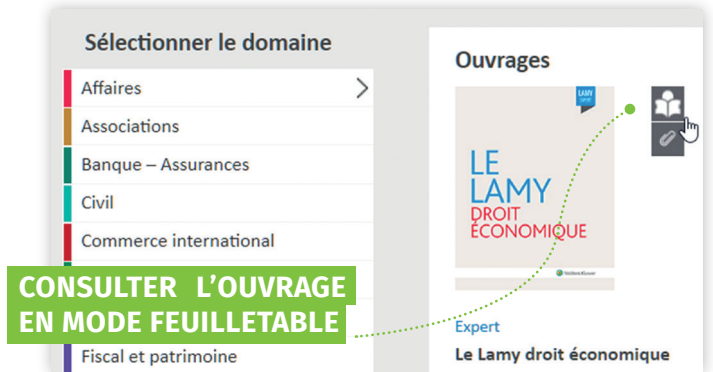 Sélectionner le domaine
Affaires
Associations
Banque – Assurances
Civil
Commerce international
CONSULTER L'OUVRAGE
EN MODE FEUILLETABLE
Fiscal et patrimoine
Ouvrages
LAMY
EXPERT
LE
LAMY
DROIT
ÉCONOMIQUE
Wolters Kluwer
Expert
Le Lamy droit économique